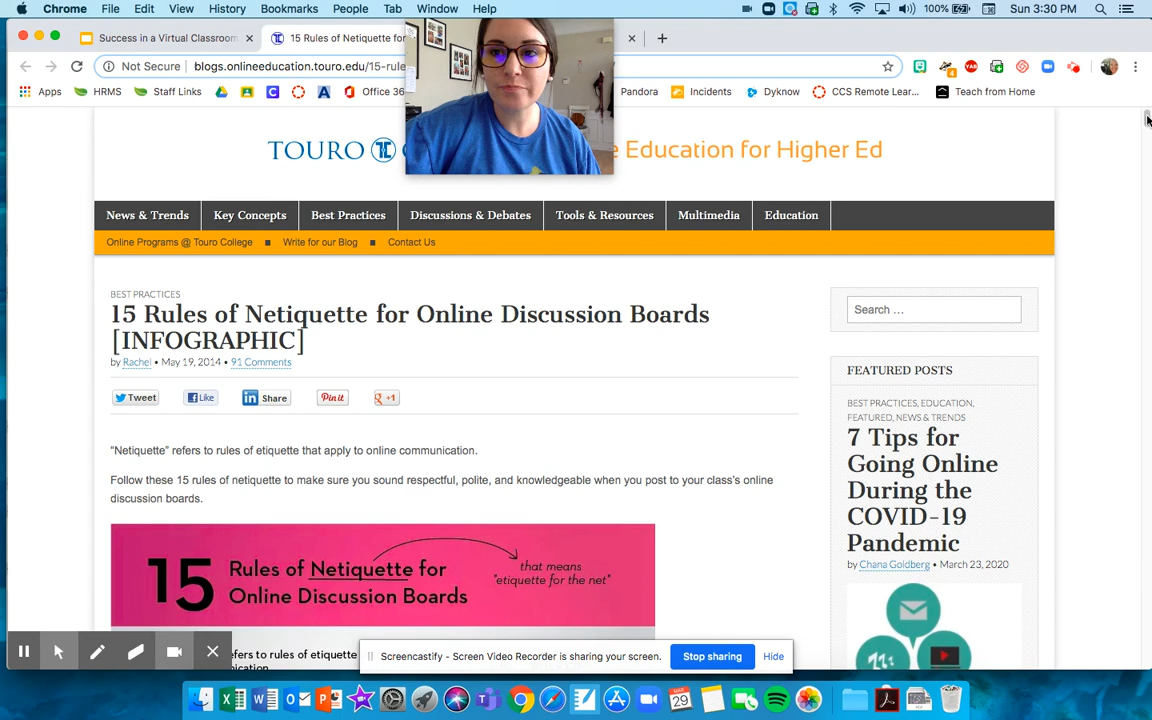 Chrome File Edit View History Bookmarks People Tab Window Help 100% Sun 3:30 PM
Success in a Virtual Classroom × 15 Rules of Netiquette for × +
Not Secure blogs.onlineeducation.touro.edu/15-rule
Apps HRMS Staff Links Office 36 Pandora Incidents Dyknow CCS Remote Lear... Teach from Home
TOURO Education for Higher Ed
News & Trends Key Concepts Best Practices Discussions & Debates Tools & Resources Multimedia Education
Online Programs @ Touro College ■ Write for our Blog ■ Contact Us
BEST PRACTICES
15 Rules of Netiquette for Online Discussion Boards
[INFOGRAPHIC]
by Rachel • May 19, 2014 • 91 Comments
Tweet Like Share Pin it +1
"Netiquette" refers to rules of etiquette that apply to online communication.
Follow these 15 rules of netiquette to make sure you sound respectful, polite, and knowledgeable when you post to your class's online
discussion boards.
15 Rules of Netiquette for
Online Discussion Boards
that means
"etiquette for the net"
efers to rules of etiquette
Search ...
FEATURED POSTS
BEST PRACTICES, EDUCATION,
FEATURED, NEWS & TRENDS
7 Tips for
Going Online
During the
COVID-19
Pandemic
by Chana Goldberg • March 23, 2020
Screencastify - Screen Video Recorder is sharing your screen. Stop sharing Hide